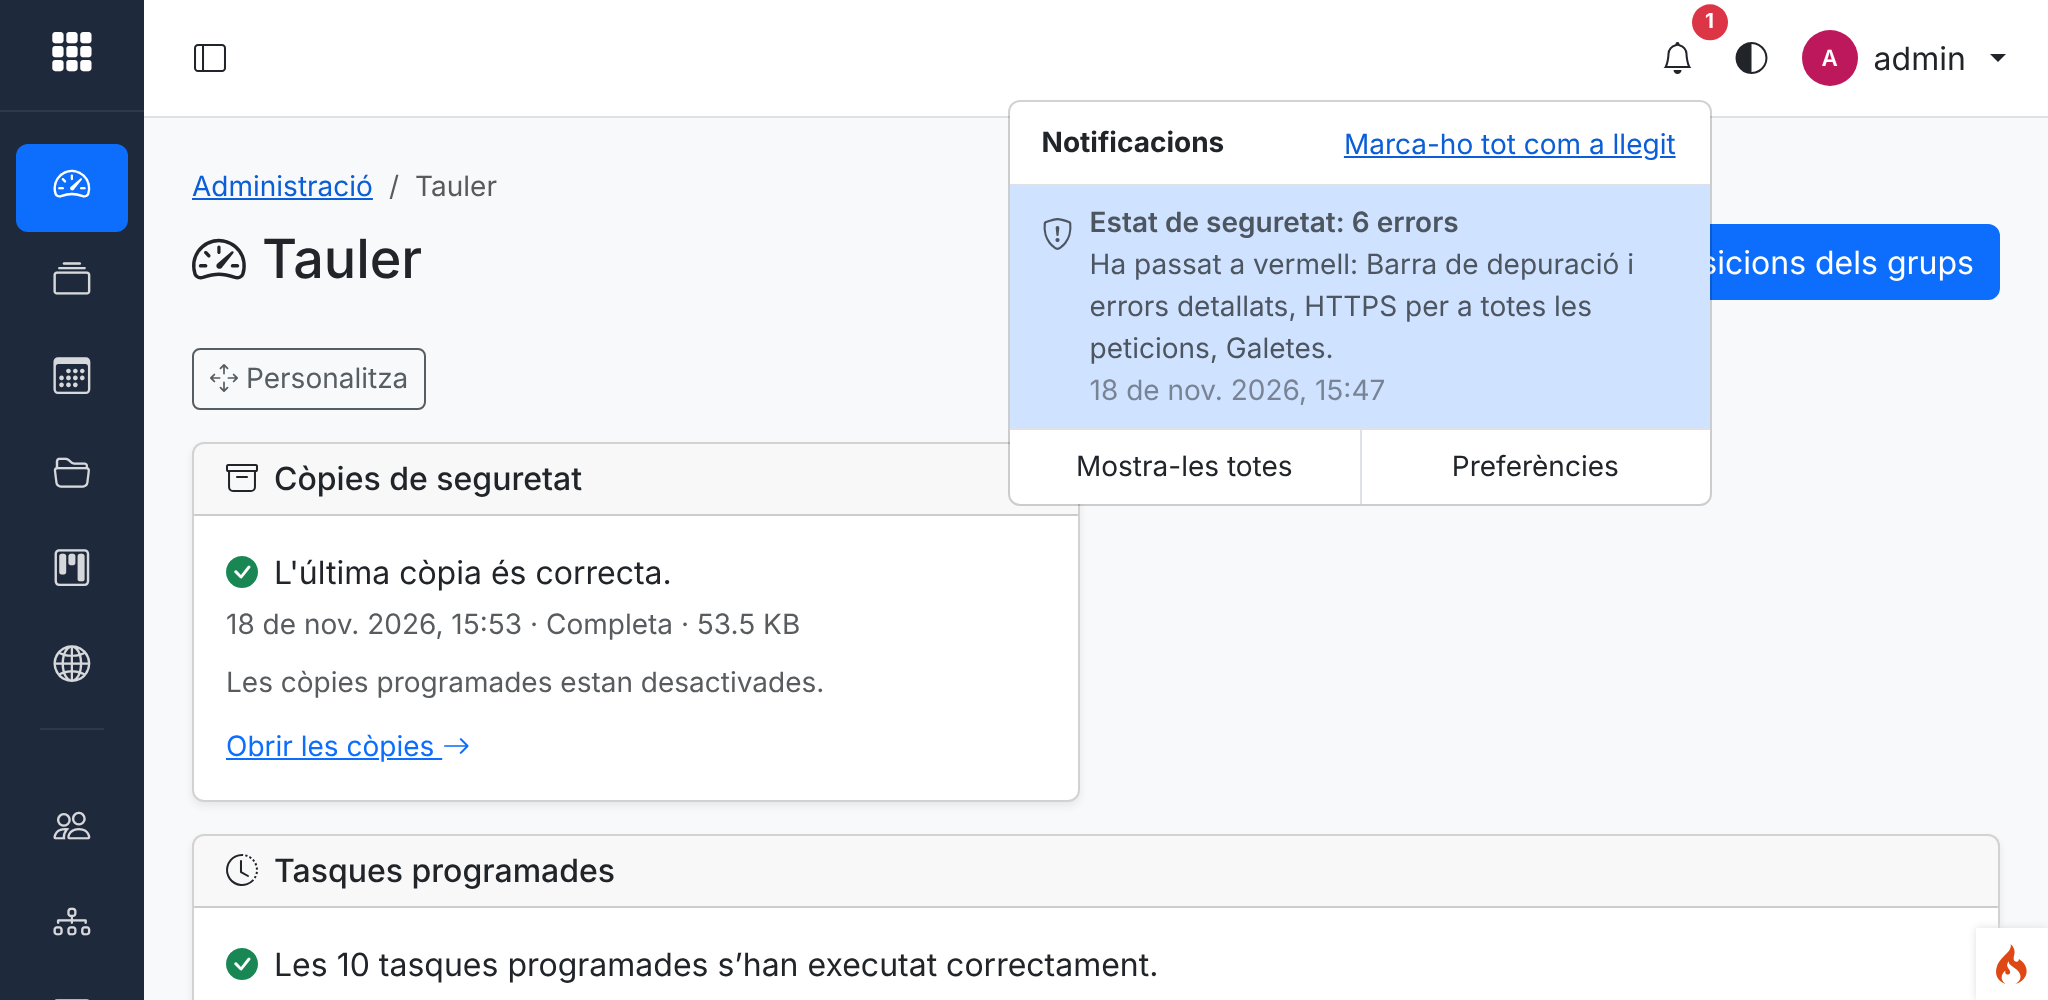 1
A admin
Notificacions Marca-ho tot com a llegit
Administració / Tauler
Estat de seguretat: 6 errors
Ha passat a vermell: Barra de depuració i
errors detallats, HTTPS per a totes les
peticions, Galetes.
18 de nov. 2026, 15:47
Mostra-les totes Preferències
Tauler
dels grups
Personalitza
Còpies de seguretat
L'última còpia és correcta.
18 de nov. 2026, 15:53 · Completa · 53.5 KB
Les còpies programades estan desactivades.
Obrir les còpies →
Tasques programades
Les 10 tasques programades s’han executat correctament.